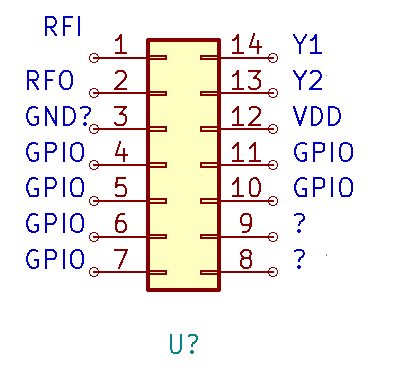 RFI 1 14 Y1
RFO 2 13 Y2
GND? 3 12 VDD
GPIO 4 11 GPIO
GPIO 5 10 GPIO
GPIO 6 9 ?
GPIO 7 8 ?
U?